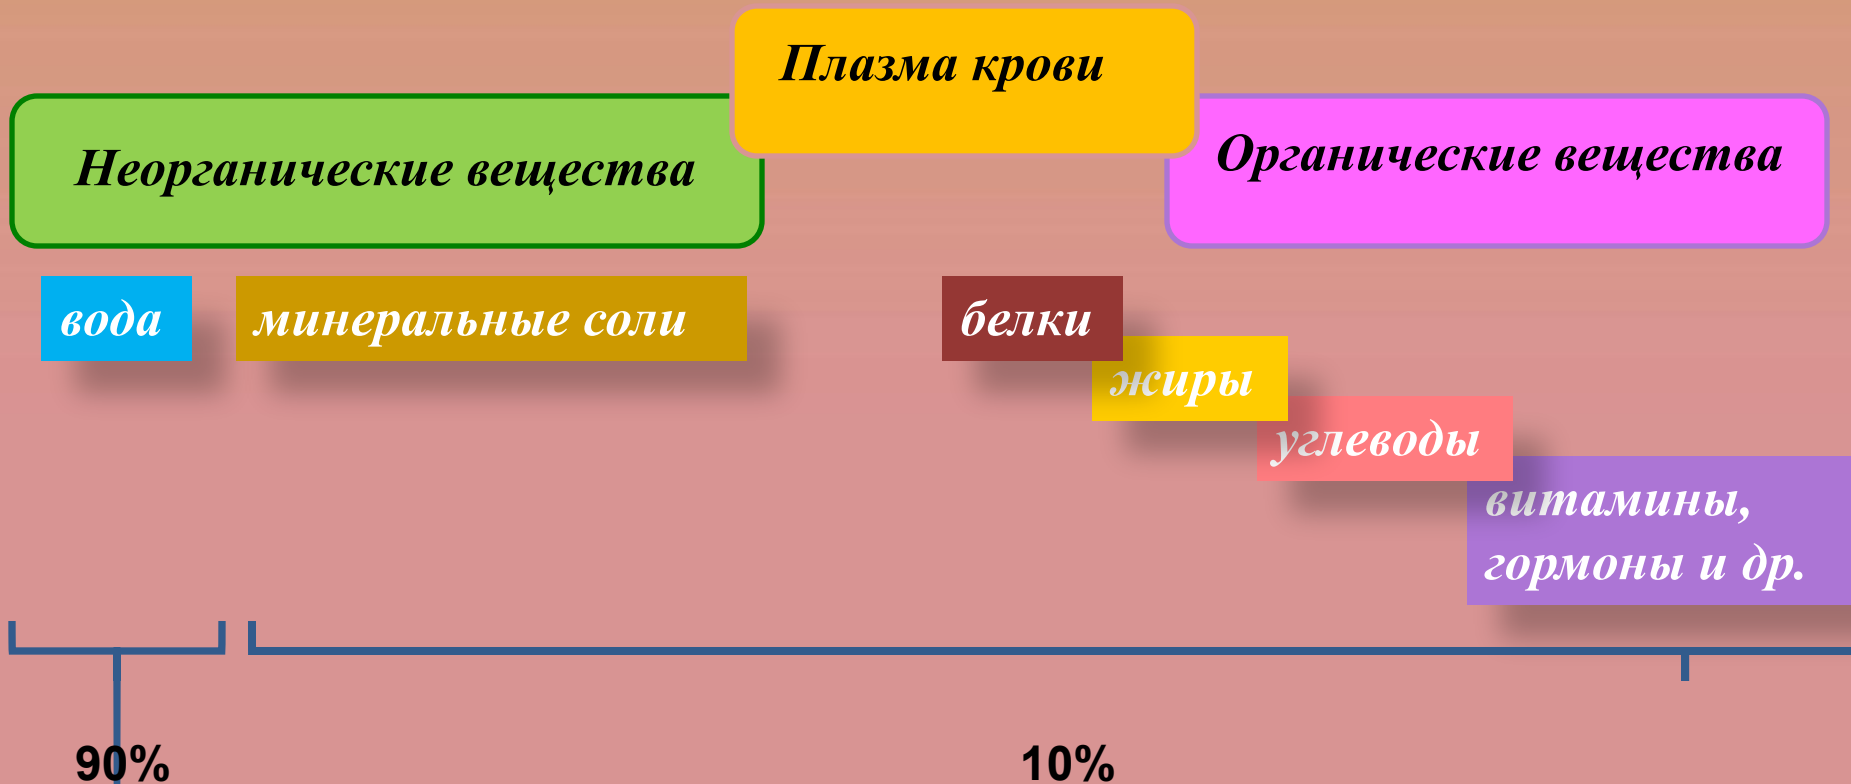 Плазма крови
Неорганические вещества
Органические вещества
вода
минеральные соли
белки
жиры
углеводы
витамины,
гормоны и др.
90%
10%